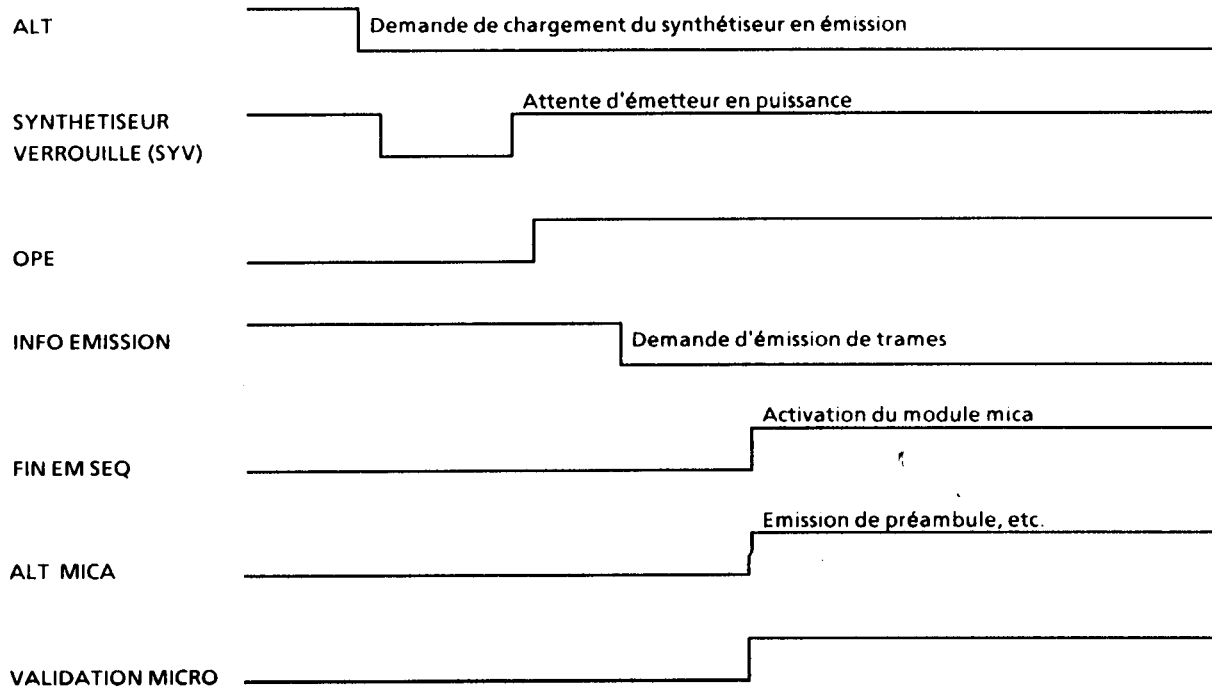 ALT
Demande de chargement du synthétiseur en émission
Attente d'émetteur en puissance
SYNTHETISEUR
VERROUILLE (SYV)
OPE
INFO EMISSION
Demande d'émission de trames
Activation du module mica
FIN EM SEQ
Emission de préambule, etc.
ALT MICA
VALIDATION MICRO